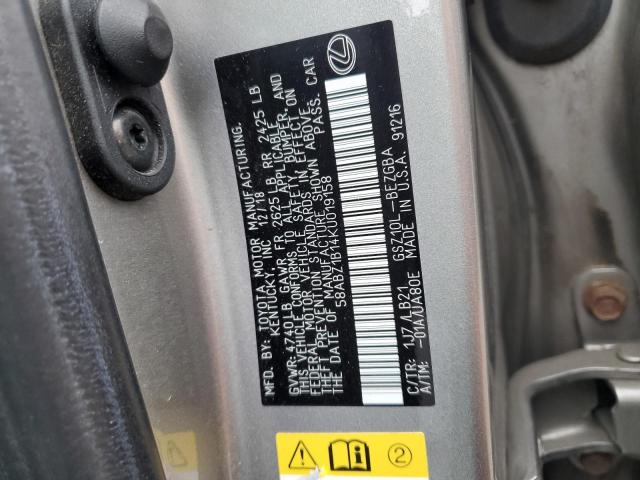 MFD. BY: TOYOTA MOTOR MANUFACTURING,
KENTUCKY, INC 12/18
GVWR: 4740LB GAWR FR 2625LB RR 2425 LB
THIS VEHICLE CONFORMS TO ALL APPLICABLE
FEDERAL MOTOR VEHICLE SAFETY, BUMPER, AND
THEFT PREVENTION STANDARDS IN EFFECT ON
THE DATE OF MANUFACTURE SHOWN ABOVE.
58ABZ1B14KU019158 PASS. CAR
C/TR: 1J7/LB21 GSZ10L-BEZGBA
A/TM: -01A/UA80E MADE IN U.S.A. 91216
2